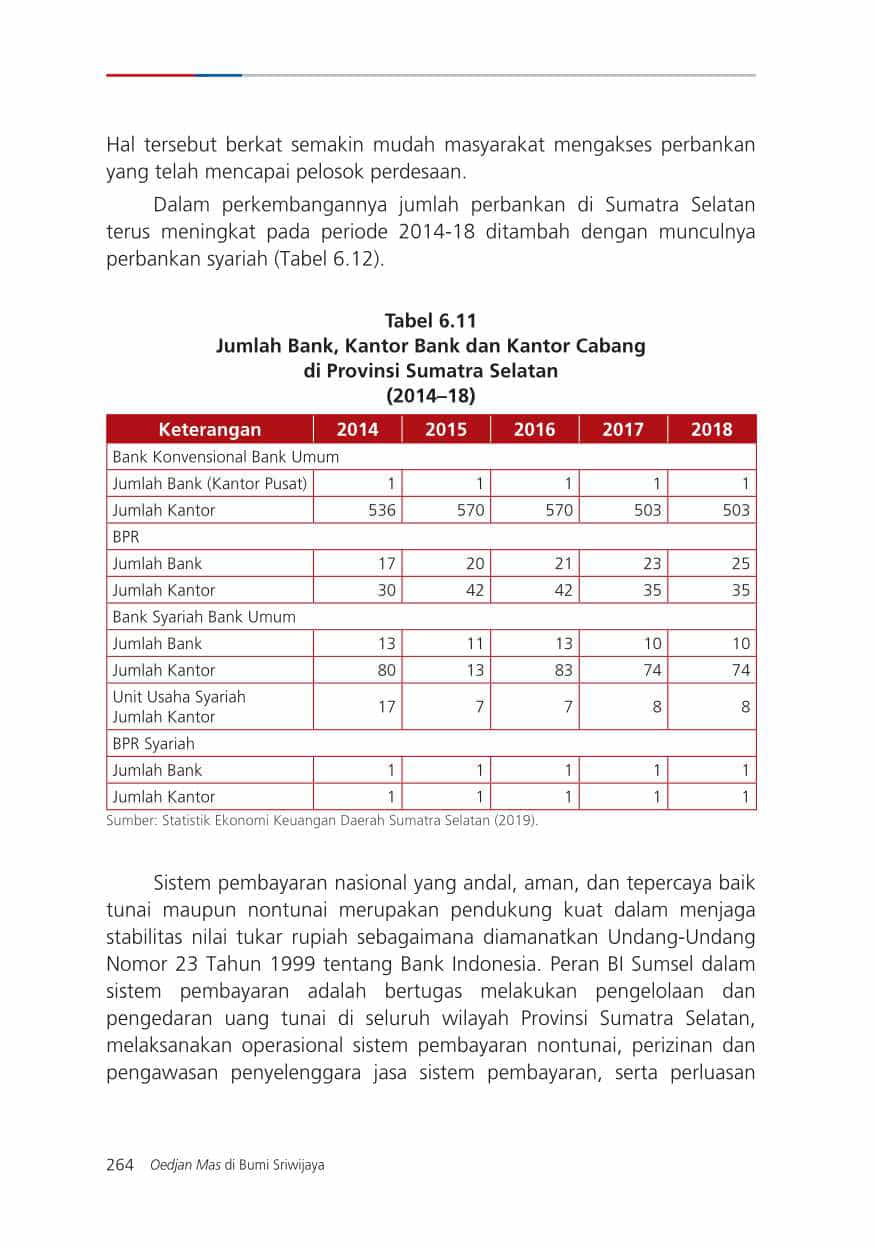 Hal tersebut berkat semakin mudah masyarakat mengakses perbankan
yang telah mencapai pelosok perdesaan.
Dalam perkembangannya jumlah perbankan di Sumatra Selatan
terus meningkat pada periode 2014-18 ditambah dengan munculnya
perbankan syariah (Tabel 6.12).
Tabel 6.11
Jumlah Bank, Kantor Bank dan Kantor Cabang
di Provinsi Sumatra Selatan
(2014–18)
Keterangan 2014 2015 2016 2017 2018
Bank Konvensional Bank Umum
Jumlah Bank (Kantor Pusat) 1 1 1 1 1
Jumlah Kantor 536 570 570 503 503
BPR
Jumlah Bank 17 20 21 23 25
Jumlah Kantor 30 42 42 35 35
Bank Syariah Bank Umum
Jumlah Bank 13 11 13 10 10
Jumlah Kantor 80 13 83 74 74
Unit Usaha Syariah
Jumlah Kantor 17 7 7 8 8
BPR Syariah
Jumlah Bank 1 1 1 1 1
Jumlah Kantor 1 1 1 1 1
Sumber: Statistik Ekonomi Keuangan Daerah Sumatra Selatan (2019).
Sistem pembayaran nasional yang andal, aman, dan tepercaya baik
tunai maupun nontunai merupakan pendukung kuat dalam menjaga
stabilitas nilai tukar rupiah sebagaimana diamanatkan Undang-Undang
Nomor 23 Tahun 1999 tentang Bank Indonesia. Peran BI Sumsel dalam
sistem pembayaran adalah bertugas melakukan pengelolaan dan
pengedaran uang tunai di seluruh wilayah Provinsi Sumatra Selatan,
melaksanakan operasional sistem pembayaran nontunai, perizinan dan
pengawasan penyelenggara jasa sistem pembayaran, serta perluasan
264 Oedjan Mas di Bumi Sriwijaya